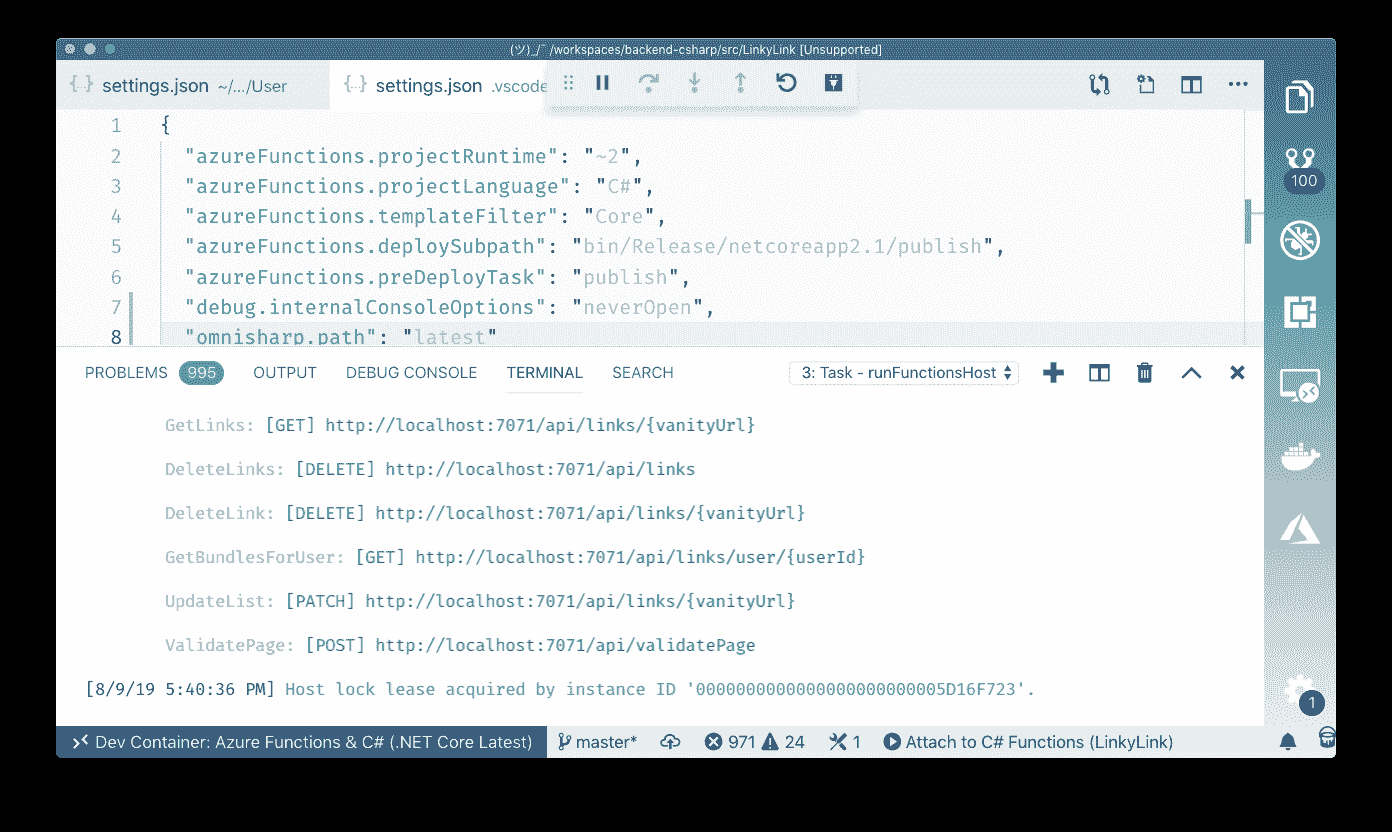 (ツ)_/¯ /workspaces/backend-csharp/src/LinkyLink [Unsupported]
{..} settings.json ~/.../User {..} settings.json .vscode
1 {
2 "azureFunctions.projectRuntime": "~2",
3 "azureFunctions.projectLanguage": "C#",
4 "azureFunctions.templateFilter": "Core",
5 "azureFunctions.deploySubpath": "bin/Release/netcoreapp2.1/publish",
6 "azureFunctions.preDeployTask": "publish",
7 "debug.internalConsoleOptions": "neverOpen",
8 "omnisharp.path": "latest"
100
PROBLEMS 995 OUTPUT DEBUG CONSOLE TERMINAL SEARCH 3: Task - runFunctionsHost
GetLinks: [GET] http://localhost:7071/api/links/{vanityUrl}
DeleteLinks: [DELETE] http://localhost:7071/api/links
DeleteLink: [DELETE] http://localhost:7071/api/links/{vanityUrl}
GetBundlesForUser: [GET] http://localhost:7071/api/links/user/{userId}
UpdateList: [PATCH] http://localhost:7071/api/links/{vanityUrl}
ValidatePage: [POST] http://localhost:7071/api/validatePage
[8/9/19 5:40:36 PM] Host lock lease acquired by instance ID '0000000000000000000000005D16F723'.
1
Dev Container: Azure Functions & C# (.NET Core Latest) master* 971 24 1 Attach to C# Functions (LinkyLink)